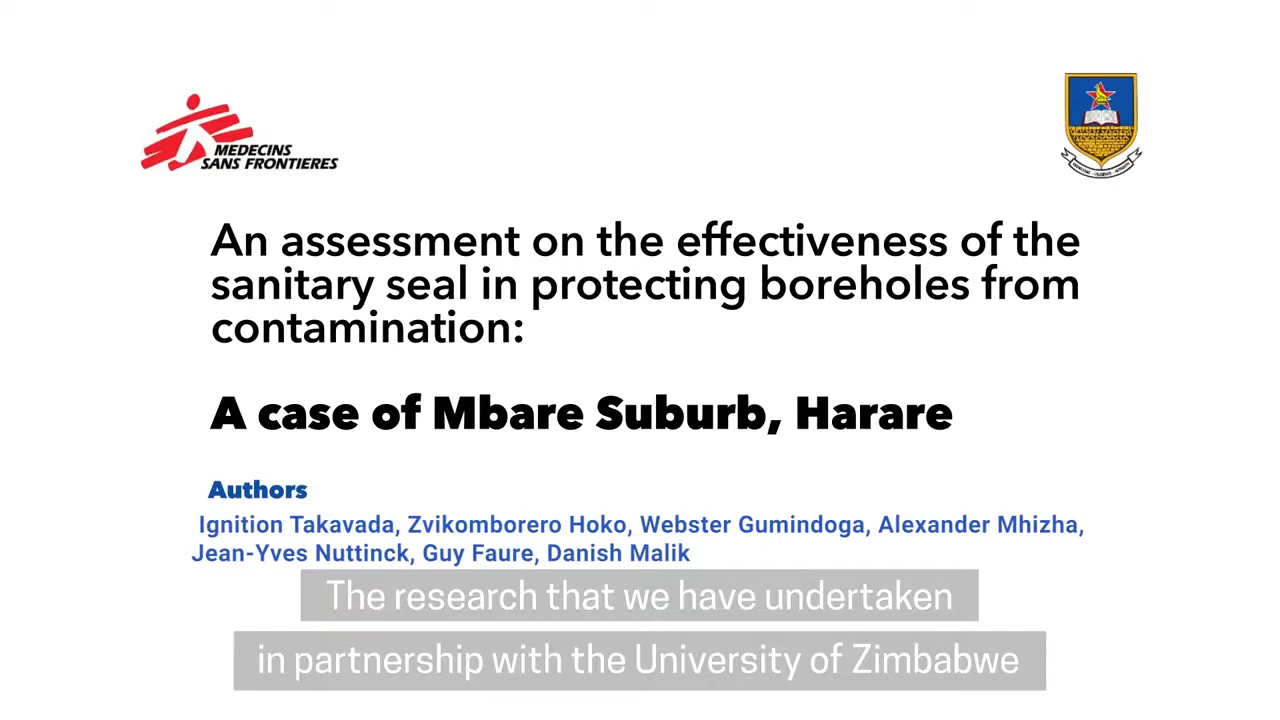 MEDECINS
SANS FRONTIERES
An assessment on the effectiveness of the
sanitary seal in protecting boreholes from
contamination:
A case of Mbare Suburb, Harare
Authors
Ignition Takavada, Zvikomborero Hoko, Webster Gumindoga, Alexander Mhizha,
Jean-Yves Nuttinck, Guy Faure, Danish Malik
The research that we have undertaken
in partnership with the University of Zimbabwe